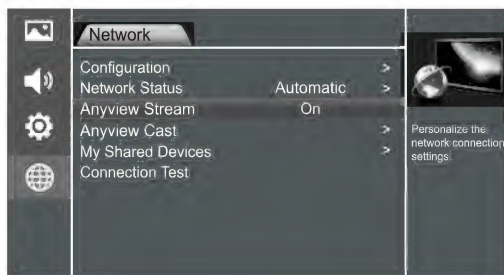 Network
Configuration >
Network Status Automatic >
Anyview Stream On
Anyview Cast >
My Shared Devices >
Connection Test
Personalize the
network connection
settings.